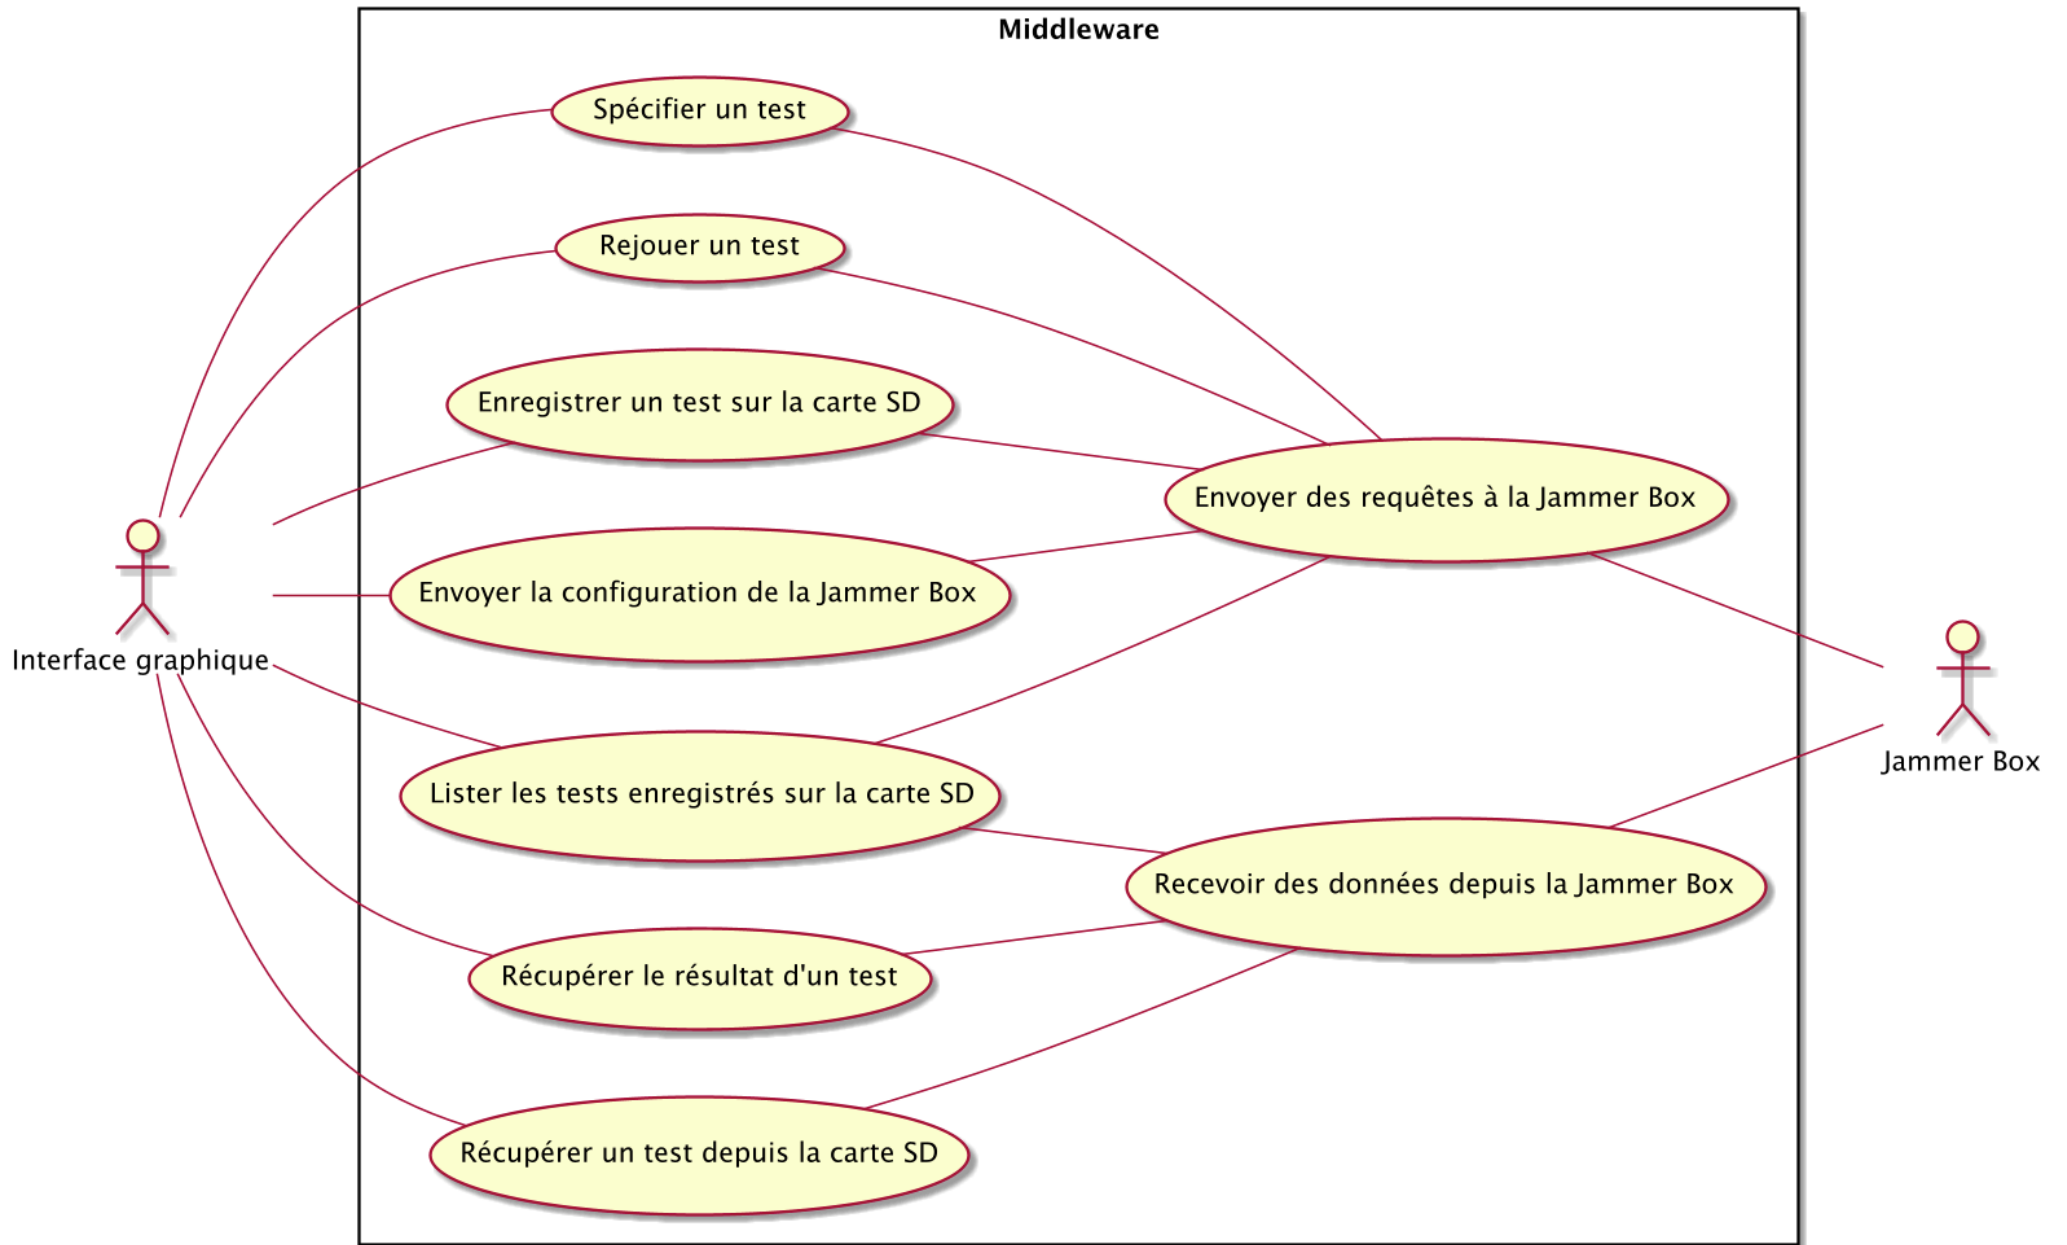 Middleware
Spécifier un test
Rejouer un test
Enregistrer un test sur la carte SD
Envoyer des requêtes à la Jammer Box
Envoyer la configuration de la Jammer Box
Interface graphique
Jammer Box
Lister les tests enregistrés sur la carte SD
Recevoir des données depuis la Jammer Box
Récupérer le résultat d'un test
Récupérer un test depuis la carte SD